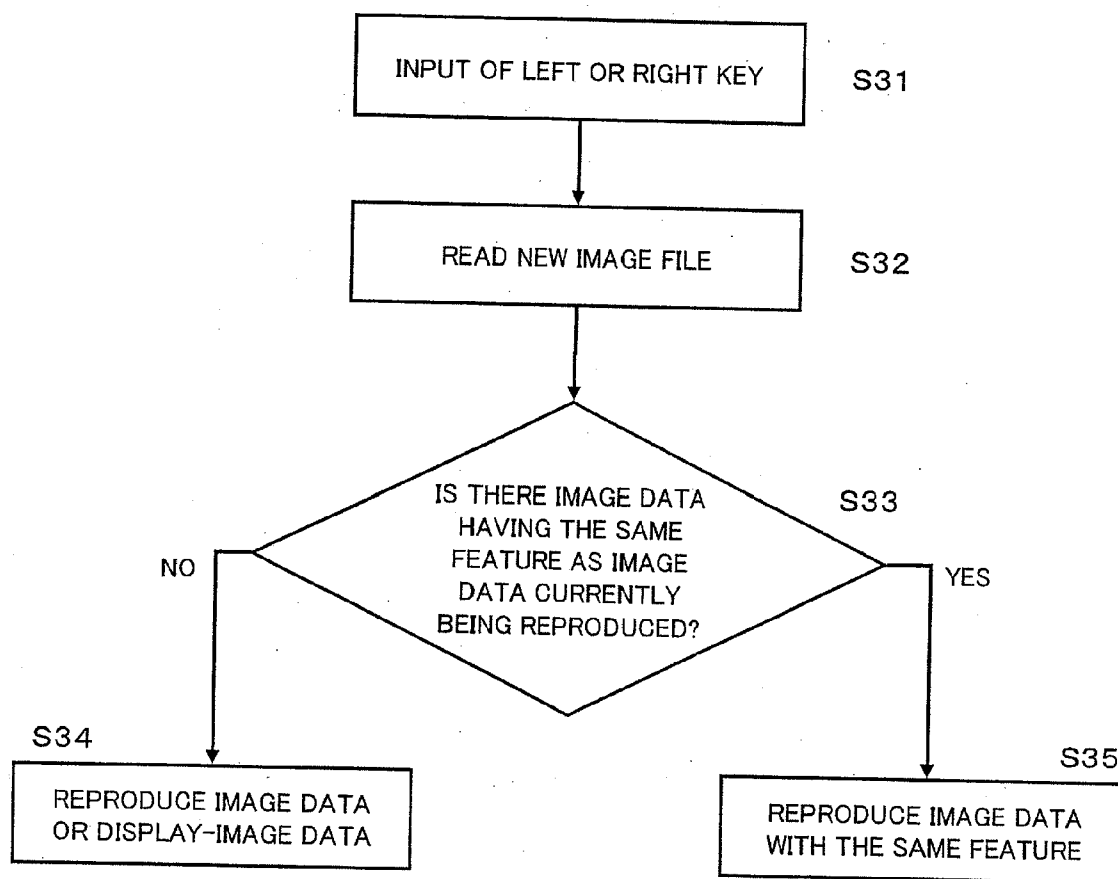 INPUT OF LEFT OR RIGHT KEY
S31
READ NEW IMAGE FILE
S32
IS THERE IMAGE DATA
HAVING THE SAME
FEATURE AS IMAGE
DATA CURRENTLY
BEING REPRODUCED?
S33
NO
YES
S34
REPRODUCE IMAGE DATA
OR DISPLAY-IMAGE DATA
S35
REPRODUCE IMAGE DATA
WITH THE SAME FEATURE